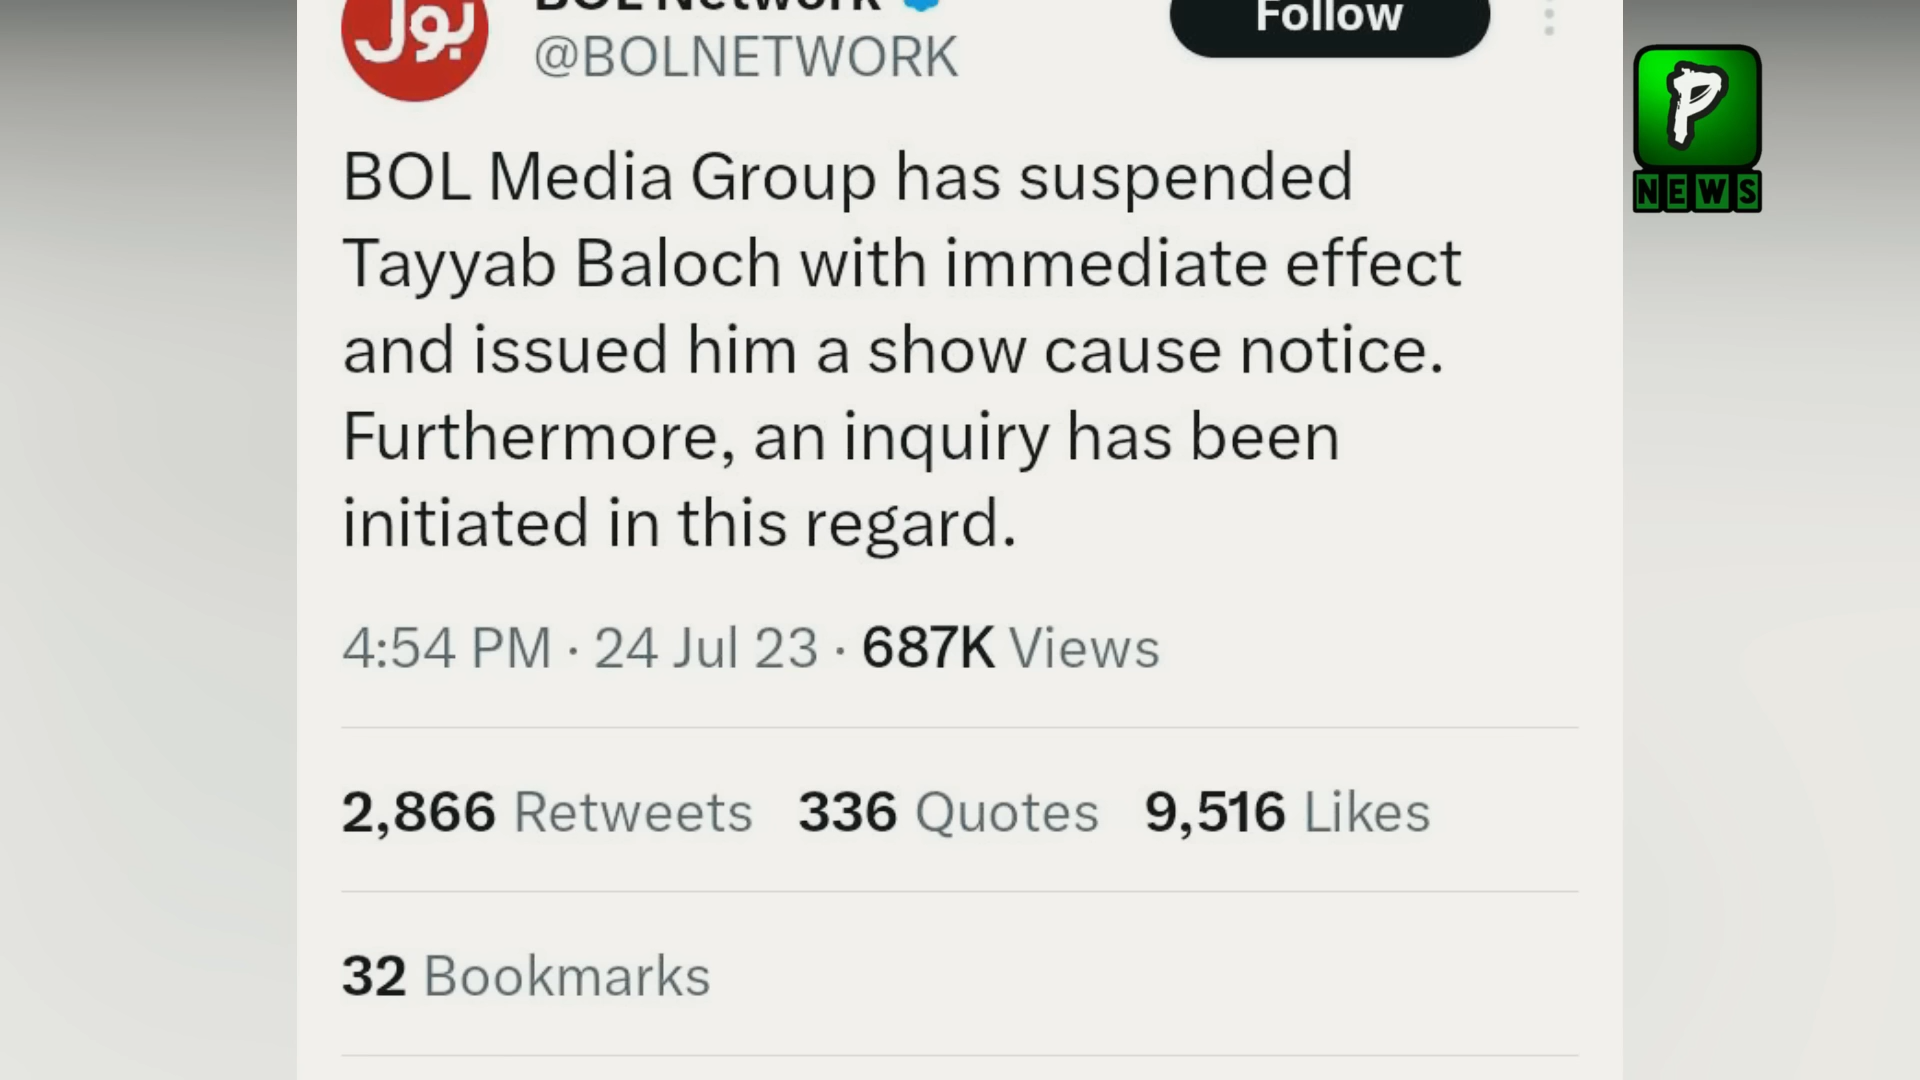 بول
BOL Network
@BOLNETWORK
Follow
BOL Media Group has suspended
Tayyab Baloch with immediate effect
and issued him a show cause notice.
Furthermore, an inquiry has been
initiated in this regard.
4:54 PM · 24 Jul 23 · 687K Views
2,866 Retweets 336 Quotes 9,516 Likes
32 Bookmarks
P
NEWS